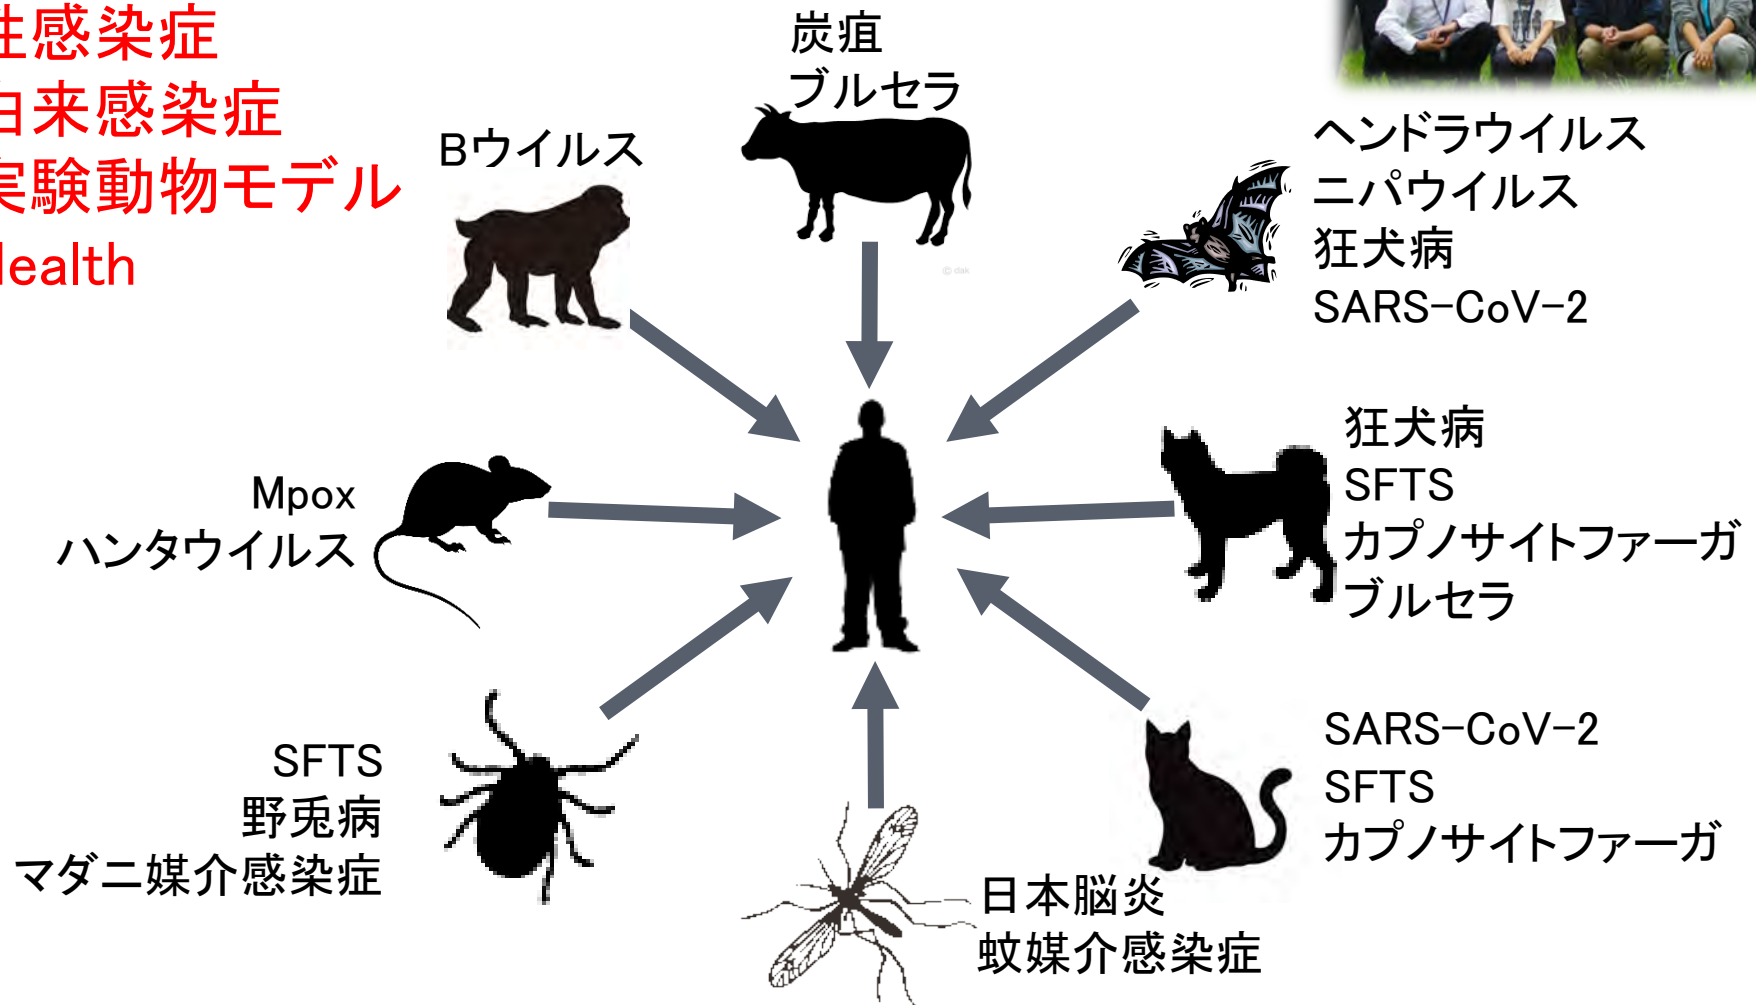 性感染症
由来感染症
実験動物モデル
Health
Bウイルス
炭疽
ブルセラ
© dak
ヘンドラウイルス
ニパウイルス
狂犬病
SARS-CoV-2
Mpox
ハンタウイルス
狂犬病
SFTS
カプノサイトファーガ
ブルセラ
SFTS
野兎病
マダニ媒介感染症
日本脳炎
蚊媒介感染症
SARS-CoV-2
SFTS
カプノサイトファーガ